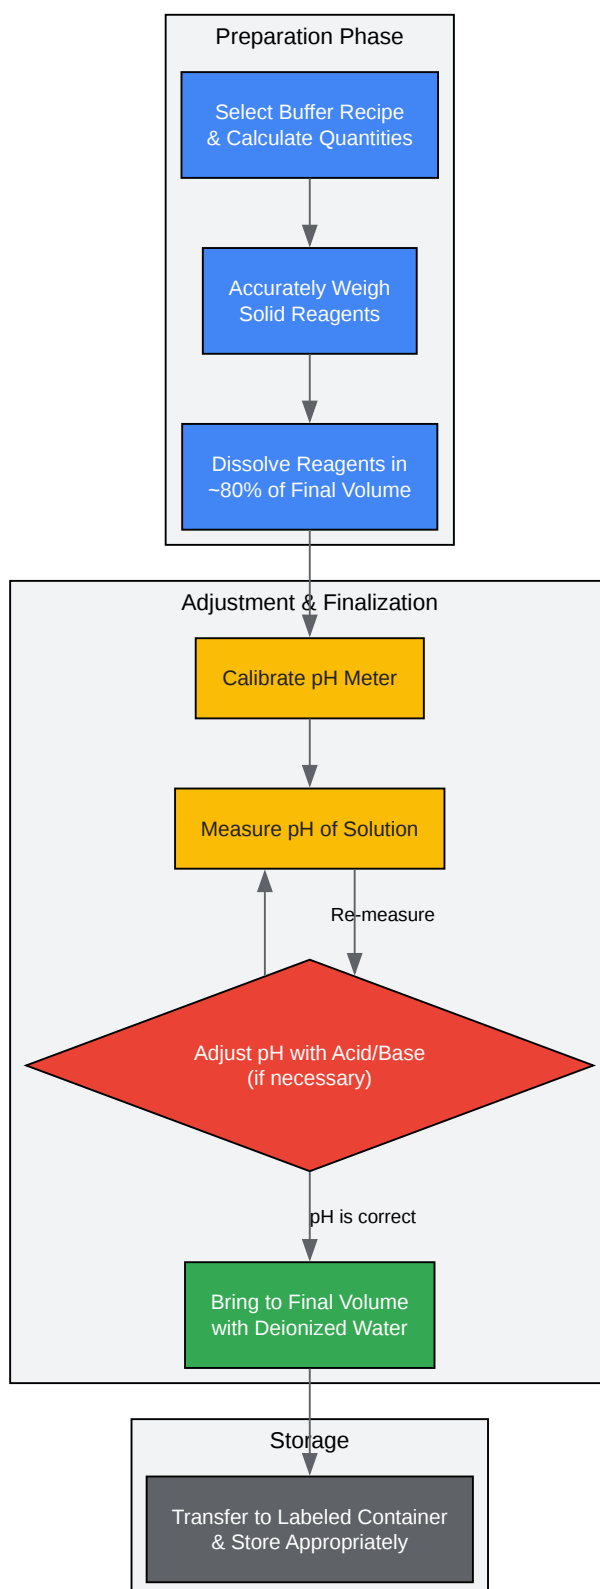 Preparation Phase
Select Buffer Recipe
& Calculate Quantities
Accurately Weigh
Solid Reagents
Dissolve Reagents in
~80% of Final Volume
Adjustment & Finalization
Calibrate pH Meter
Measure pH of Solution
Re-measure
Adjust pH with Acid/Base
(if necessary)
pH is correct
Bring to Final Volume
with Deionized Water
Storage
Transfer to Labeled Container
& Store Appropriately